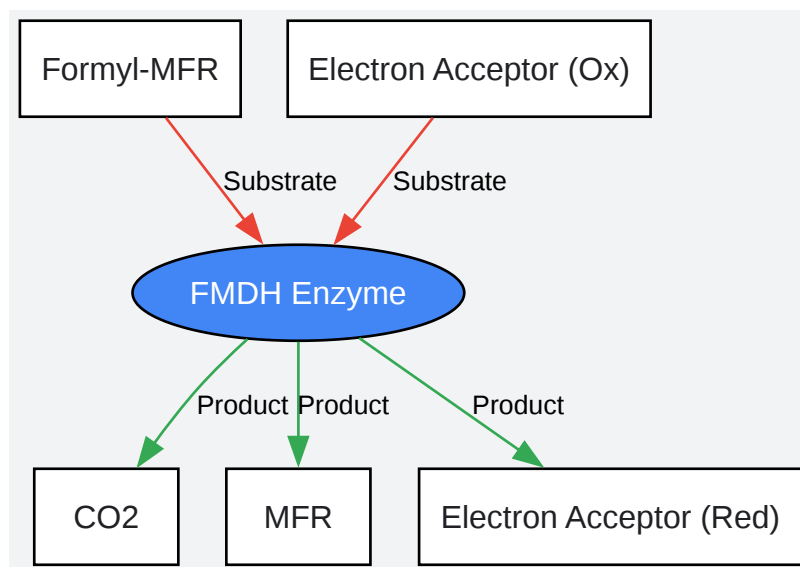 Formyl-MFR
Electron Acceptor (Ox)
Substrate
Substrate
FMDH Enzyme
Product
Product
Product
CO2
MFR
Electron Acceptor (Red)